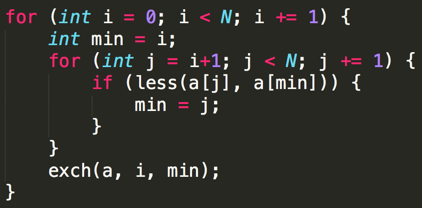 for (int i = 0; i < N; i += 1) {
    int min = i;
    for (int j = i+1; j < N; j += 1) {
        if (less(a[j], a[min])) {
            min = j;
        }
    }
    exch(a, i, min);
}